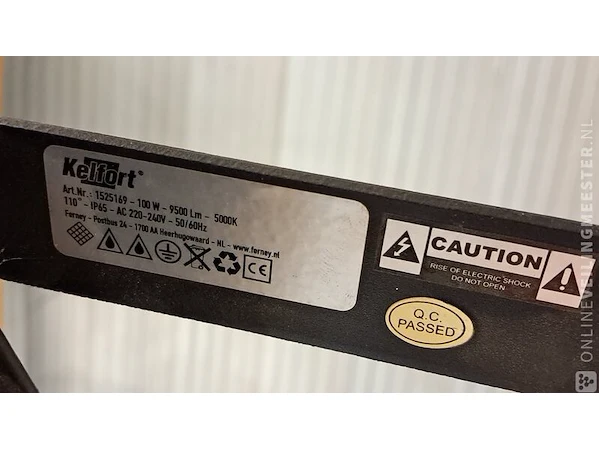 Kelfort®
Art.Nr.: 1525169 - 100 W - 9500 Lm - 5000K
110° - IP65 - AC 220-240V - 50/60Hz
Ferney - Postbus 24 - 1700 AA Heerhugowaard - NL - www.ferney.nl
CE
CAUTION
RISE OF ELECTRIC SHOCK
DO NOT OPEN
Q.C.
PASSED
ONLINEVEILINGMEESTER.NL